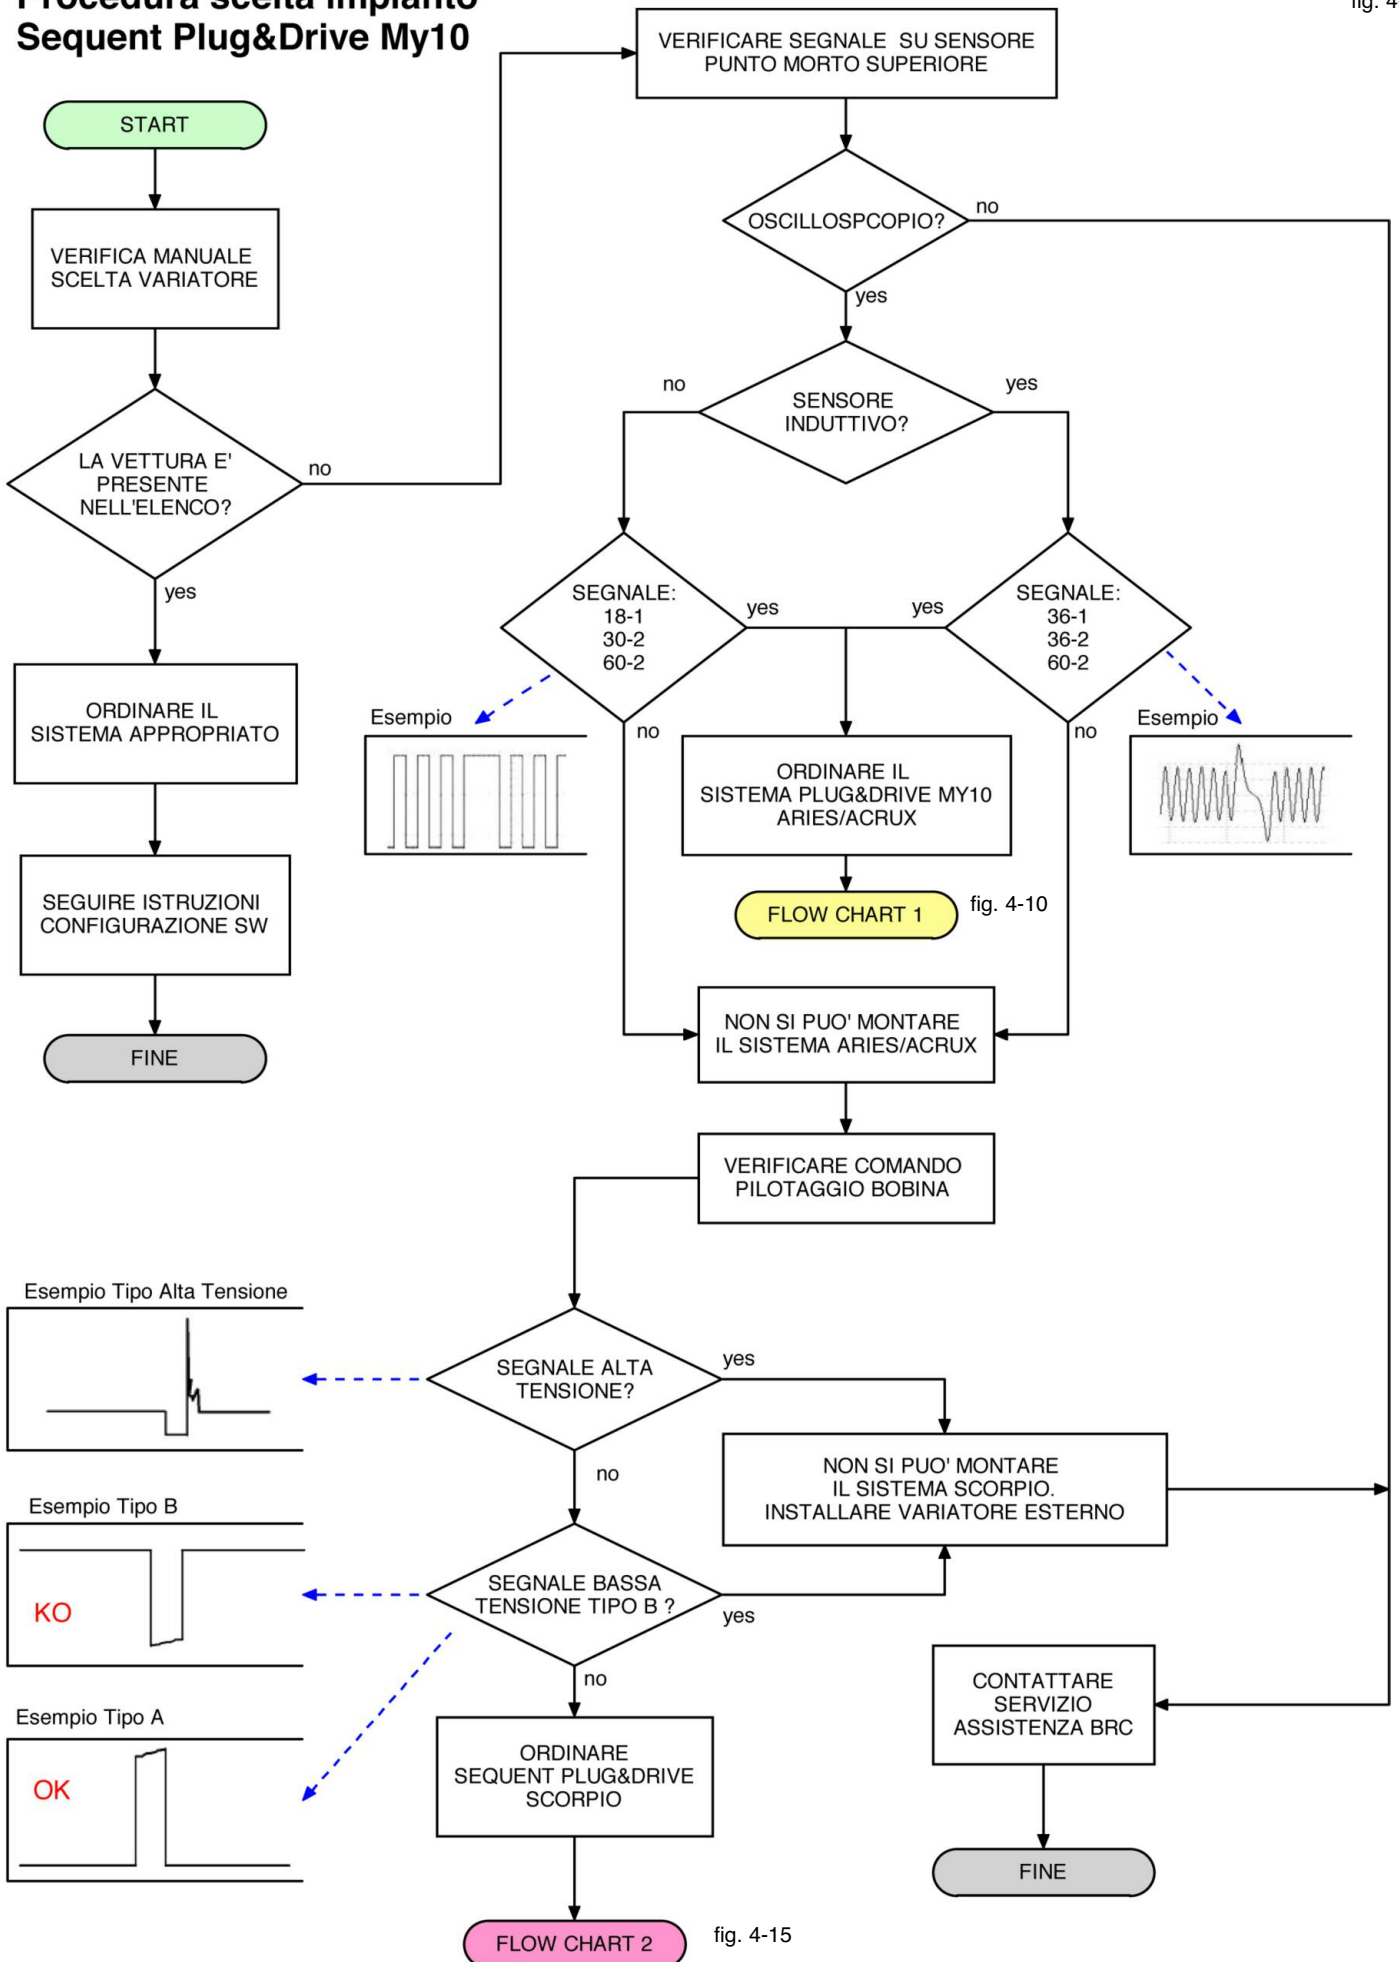 Procedura scelta impianto
Sequent Plug&Drive My10
fig. 4
START
VERIFICA MANUALE
SCELTA VARIATORE
LA VETTURA E'
PRESENTE
NELL'ELENCO?
no
yes
ORDINARE IL
SISTEMA APPROPRIATO
SEGUIRE ISTRUZIONI
CONFIGURAZIONE SW
FINE
VERIFICARE SEGNALE SU SENSORE
PUNTO MORTO SUPERIORE
OSCILLOSPCOPIO?
no
yes
SENSORE
INDUTTIVO?
no
yes
SEGNALE:
18-1
30-2
60-2
yes
no
SEGNALE:
36-1
36-2
60-2
yes
no
Esempio
Esempio
ORDINARE IL
SISTEMA PLUG&DRIVE MY10
ARIES/ACRUX
FLOW CHART 1
fig. 4-10
NON SI PUO' MONTARE
IL SISTEMA ARIES/ACRUX
VERIFICARE COMANDO
PILOTAGGIO BOBINA
Esempio Tipo Alta Tensione
SEGNALE ALTA
TENSIONE?
yes
no
NON SI PUO' MONTARE
IL SISTEMA SCORPIO.
INSTALLARE VARIATORE ESTERNO
Esempio Tipo B
KO
SEGNALE BASSA
TENSIONE TIPO B ?
yes
no
Esempio Tipo A
OK
ORDINARE
SEQUENT PLUG&DRIVE
SCORPIO
FLOW CHART 2
fig. 4-15
CONTATTARE
SERVIZIO
ASSISTENZA BRC
FINE